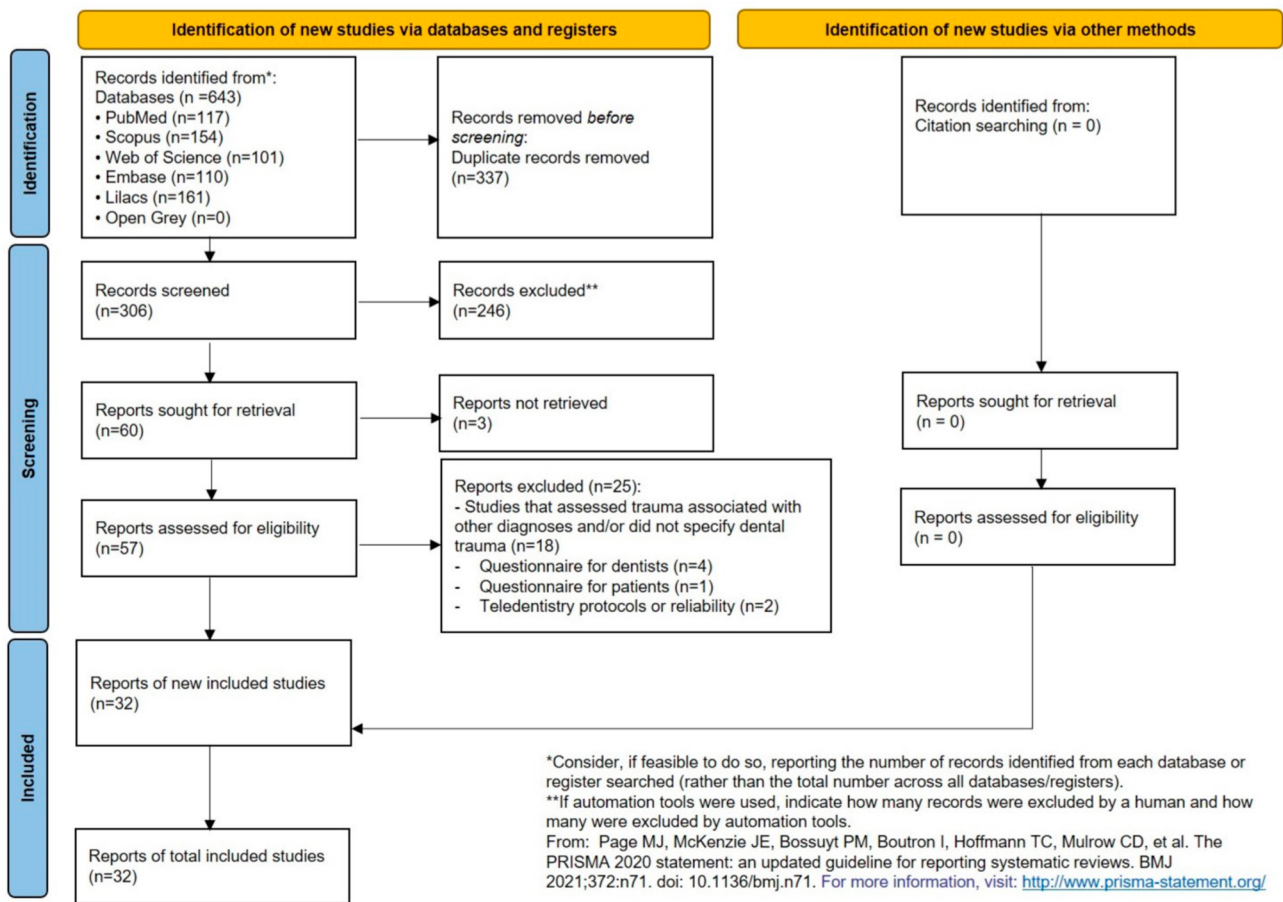 Identification of new studies via databases and registers
Identification of new studies via other methods
Identification
Records identified from*:
Databases (n =643)
• PubMed (n=117)
• Scopus (n=154)
• Web of Science (n=101)
• Embase (n=110)
• Lilacs (n=161)
• Open Grey (n=0)
Records removed before
screening:
Duplicate records removed
(n=337)
Records identified from:
Citation searching (n = 0)
Screening
Records screened
(n=306)
Records excluded**
(n=246)
Reports sought for retrieval
(n=60)
Reports not retrieved
(n=3)
Reports sought for retrieval
(n = 0)
Reports assessed for eligibility
(n=57)
Reports excluded (n=25):
- Studies that assessed trauma associated with
other diagnoses and/or did not specify dental
trauma (n=18)
- Questionnaire for dentists (n=4)
- Questionnaire for patients (n=1)
- Teledentistry protocols or reliability (n=2)
Reports assessed for eligibility
(n = 0)
Included
Reports of new included studies
(n=32)
Reports of total included studies
(n=32)
*Consider, if feasible to do so, reporting the number of records identified from each database or
register searched (rather than the total number across all databases/registers).
**If automation tools were used, indicate how many records were excluded by a human and how
many were excluded by automation tools.
From: Page MJ, McKenzie JE, Bossuyt PM, Boutron I, Hoffmann TC, Mulrow CD, et al. The
PRISMA 2020 statement: an updated guideline for reporting systematic reviews. BMJ
2021;372:n71. doi: 10.1136/bmj.n71. For more information, visit: http://www.prisma-statement.org/